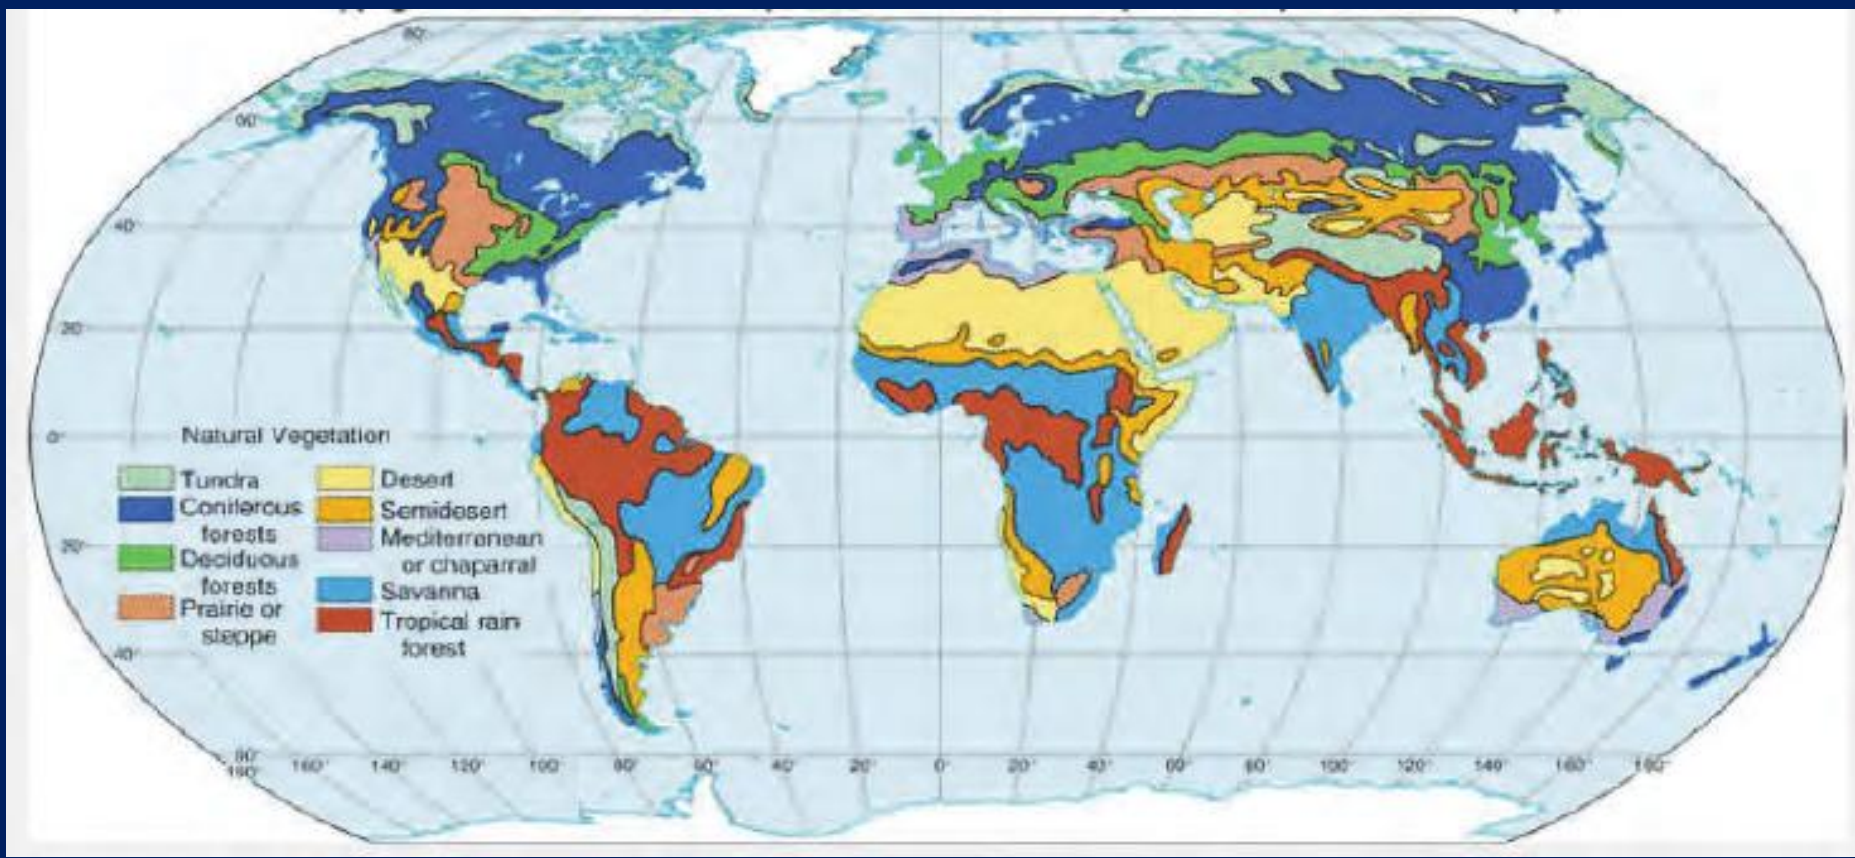 80°
60°
40°
20°
0°
20°
40°
60°
Natural Vegetation
Tundra
Coniferous
forests
Deciduous
forests
Prairie or
steppe
Desert
Semidesert
Mediterranean
or chaparral
Savanna
Tropical rain
forest
160° 160° 140° 120° 100° 80° 60° 40° 20° 0° 20° 40° 60° 80° 100° 120° 140° 160° 180°